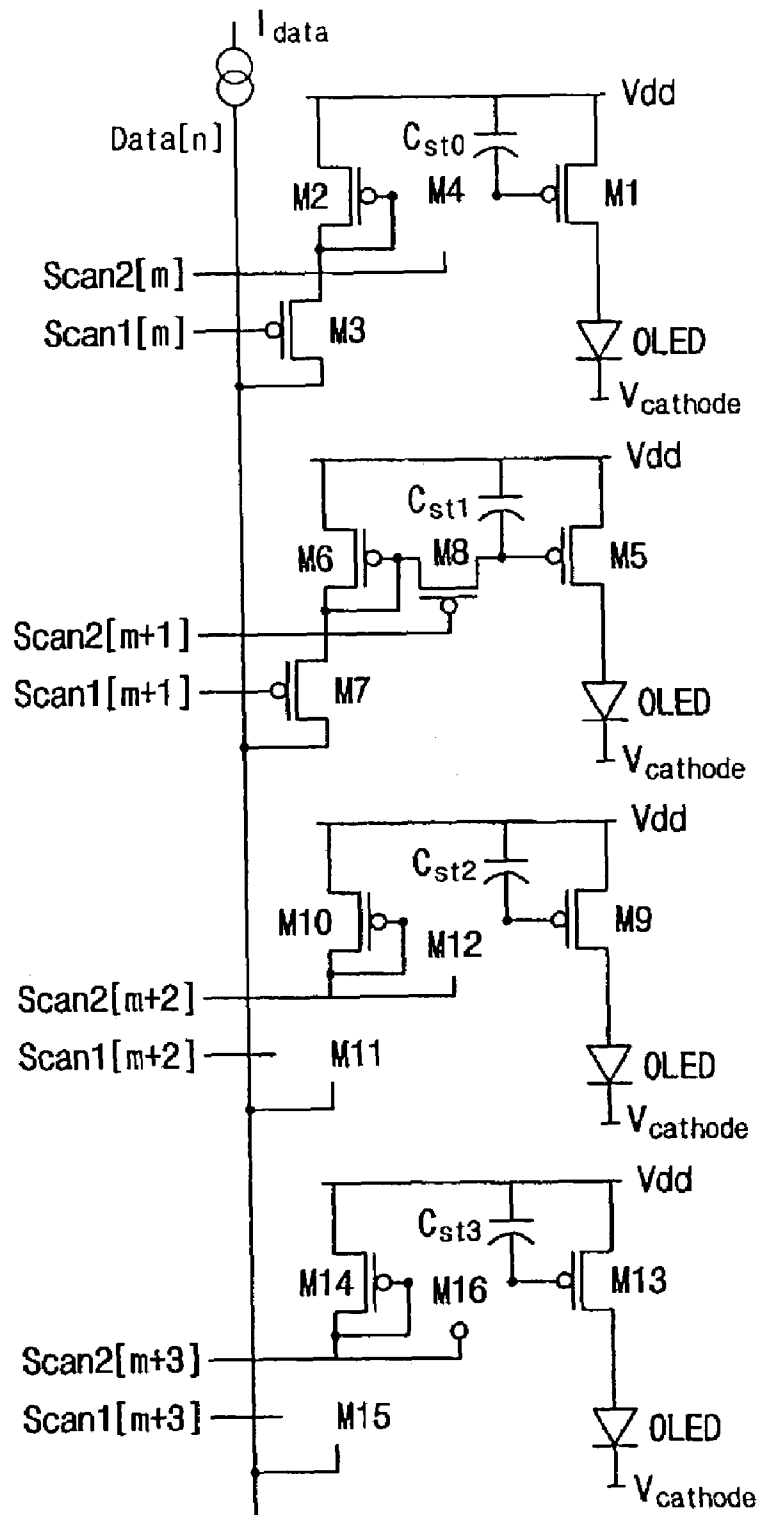 I data
Data[n]
Vdd
Cst0
M2
M4
M1
Scan2[m]
Scan1[m]
M3
OLED
Vcathode
Vdd
Cst1
M6
M8
M5
Scan2[m+1]
Scan1[m+1]
M7
OLED
Vcathode
Vdd
Cst2
M10
M12
M9
Scan2[m+2]
Scan1[m+2]
M11
OLED
Vcathode
Vdd
Cst3
M14
M16
M13
Scan2[m+3]
Scan1[m+3]
M15
OLED
Vcathode